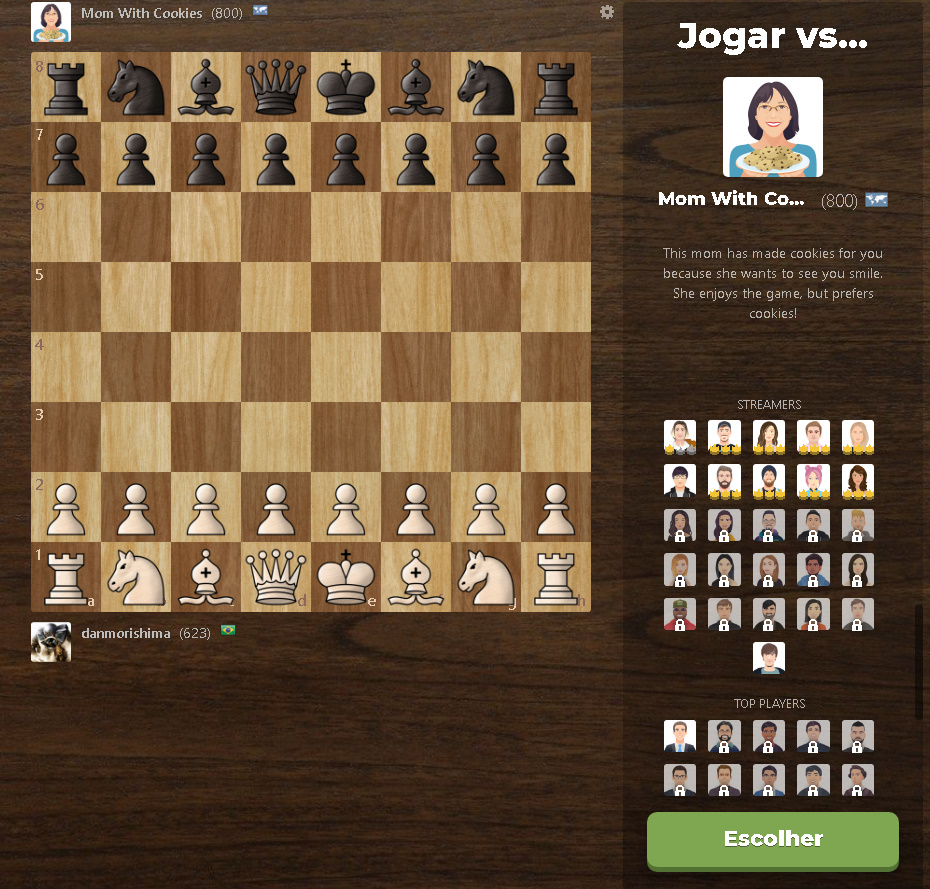 Mom With Cookies (800)
8
7
6
5
4
3
2
1
a
d
e
g
h
danmorishima (623)
Jogar vs...
Mom With Co... (800)
This mom has made cookies for you
because she wants to see you smile.
She enjoys the game, but prefers
cookies!
STREAMERS
TOP PLAYERS
Escolher